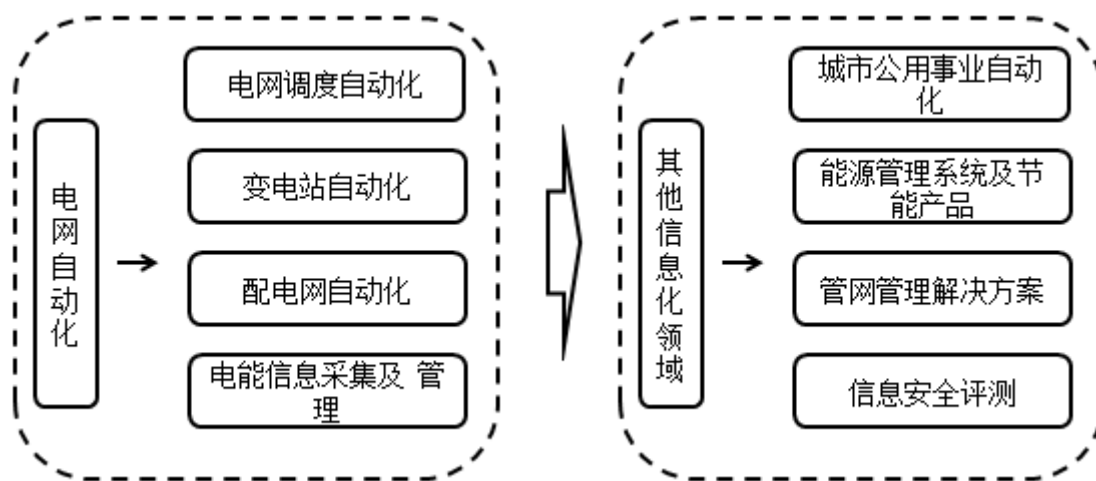 电网自动化
电网调度自动化
变电站自动化
配电网自动化
电能信息采集及 管
理
其他信息化领域
城市公用事业自动
化
能源管理系统及节
能产品
管网管理解决方案
信息安全评测